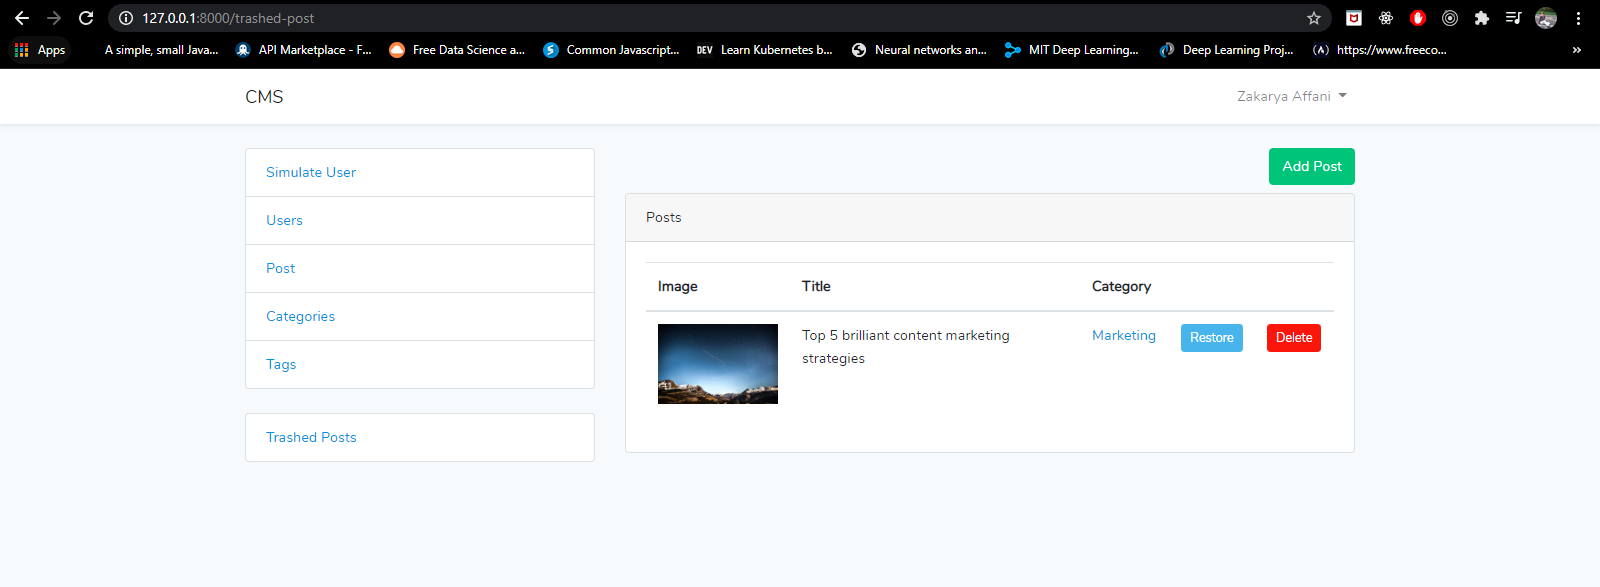 127.0.0.1:8000/trashed-post
Apps A simple, small Java... API Marketplace - F... Free Data Science a... Common Javascript... DEV Learn Kubernetes b... Neural networks an... MIT Deep Learning... Deep Learning Proj... https://www.freeco... »
CMS Zakarya Affani
Simulate User
Users
Post
Categories
Tags
Trashed Posts
Add Post
Posts
Image Title Category
Top 5 brilliant content marketing
strategies
Marketing Restore Delete